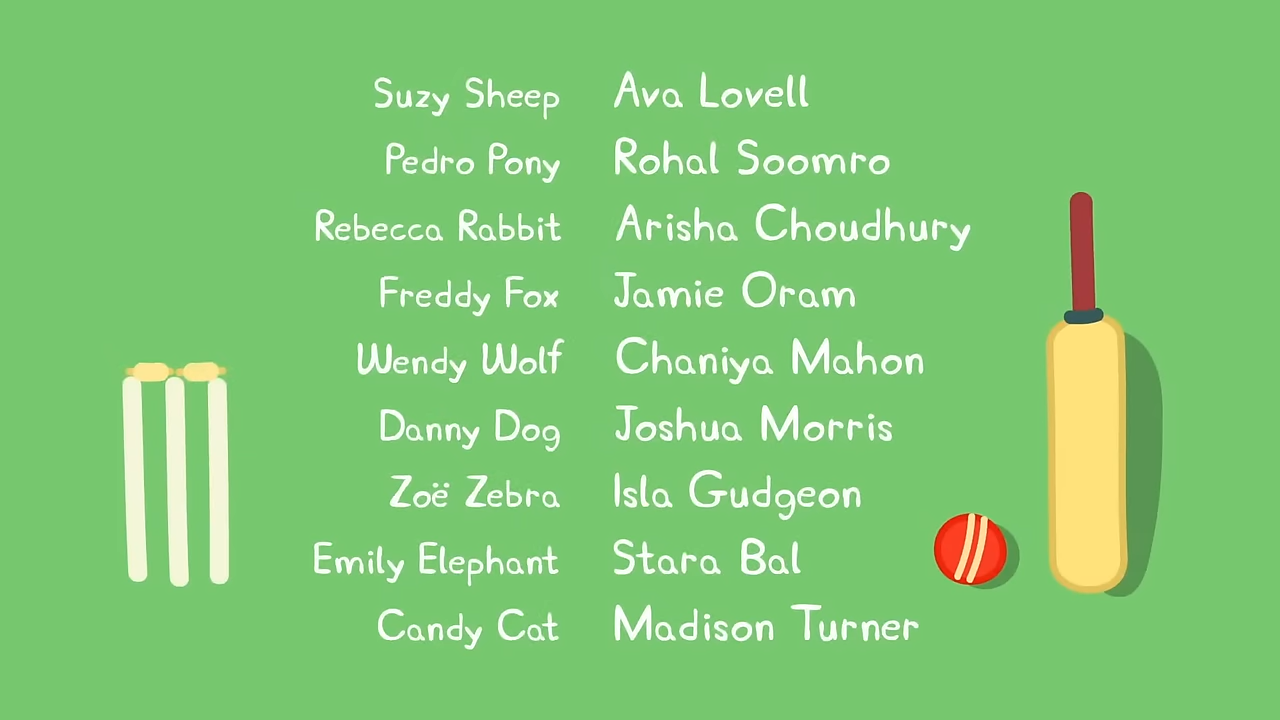 Suzy Sheep Ava Lovell
Pedro Pony Rohal Soomro
Rebecca Rabbit Arisha Choudhury
Freddy Fox Jamie Oram
Wendy Wolf Chaniya Mahon
Danny Dog Joshua Morris
Zoë Zebra Isla Gudgeon
Emily Elephant Stara Bal
Candy Cat Madison Turner